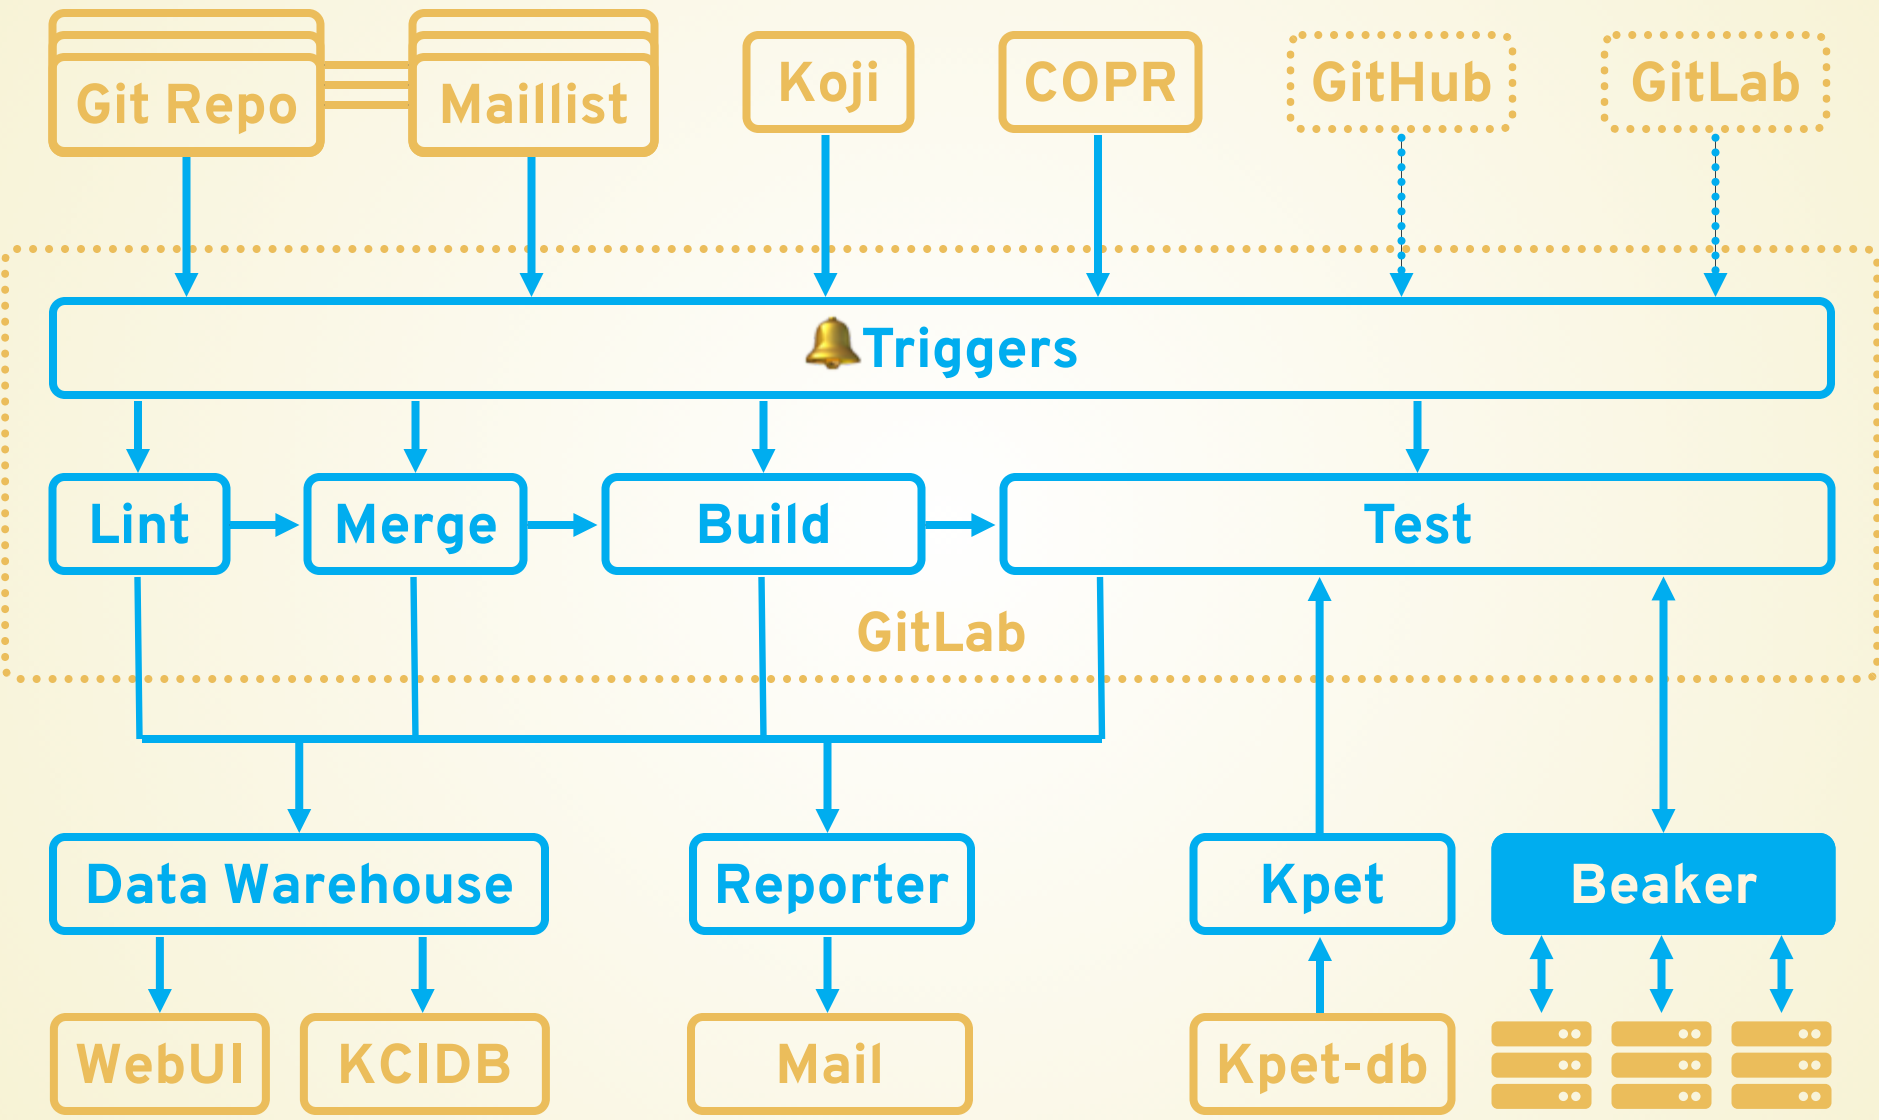 Git Repo
Maillist
Koji
COPR
GitHub
GitLab
Triggers
Lint
Merge
Build
Test
GitLab
Data Warehouse
Reporter
Kpet
Beaker
WebUI
KCIDB
Mail
Kpet-db